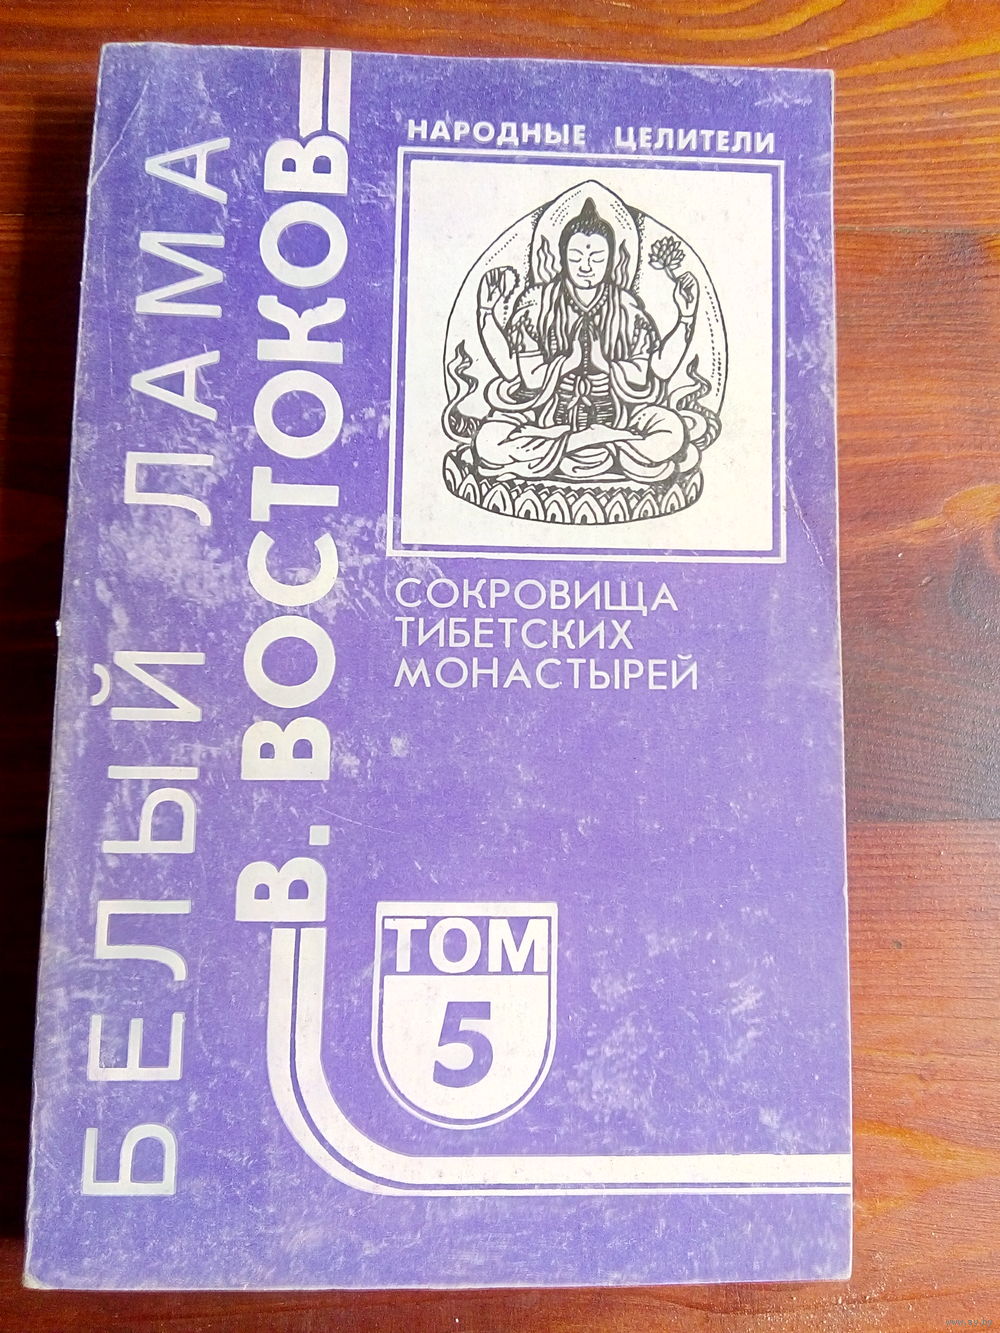 БЕЛЫЙ ЛАМА
В. ВОСТОКОВ
НАРОДНЫЕ ЦЕЛИТЕЛИ
СОКРОВИЩА
ТИБЕТСКИХ
МОНАСТЫРЕЙ
ТОМ
5